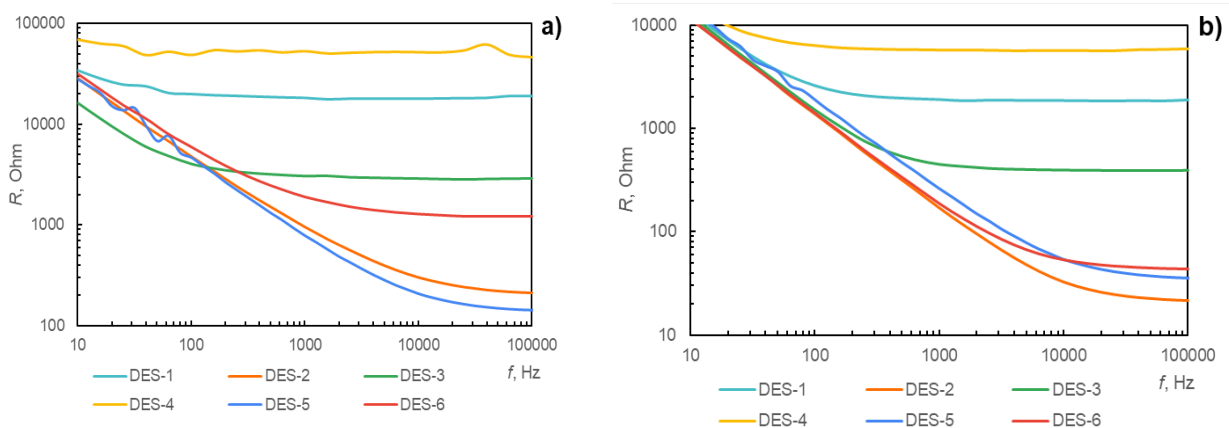 a)
100000
10000
1000
100
R, Ohm
10 100 1000 10000 100000
f, Hz
DES-1 DES-2 DES-3
DES-4 DES-5 DES-6
b)
10000
1000
100
10
R, Ohm
10 100 1000 10000 100000
f, Hz
DES-1 DES-2 DES-3
DES-4 DES-5 DES-6